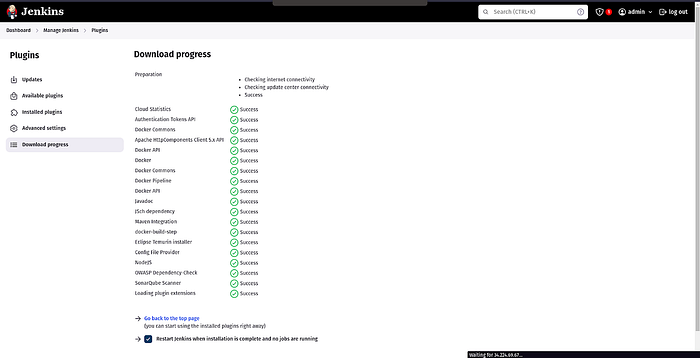 Jenkins
Search (CTRL+K)
1
admin
log out
Dashboard
Manage Jenkins
Plugins
Plugins
Updates
Available plugins
Installed plugins
Advanced settings
Download progress
Download progress
Preparation
Checking internet connectivity
Checking update center connectivity
Success
Cloud Statistics Success
Authentication Tokens API Success
Docker Commons Success
Apache HttpComponents Client 5.x API Success
Docker API Success
Docker Success
Docker Commons Success
Docker Pipeline Success
Docker API Success
Javadoc Success
JSch dependency Success
Maven Integration Success
docker-build-step Success
Eclipse Temurin installer Success
Config File Provider Success
NodeJS Success
OWASP Dependency-Check Success
SonarQube Scanner Success
Loading plugin extensions Success
Go back to the top page
(you can start using the installed plugins right away)
Restart Jenkins when installation is complete and no jobs are running
Waiting for 34.224.69.67...